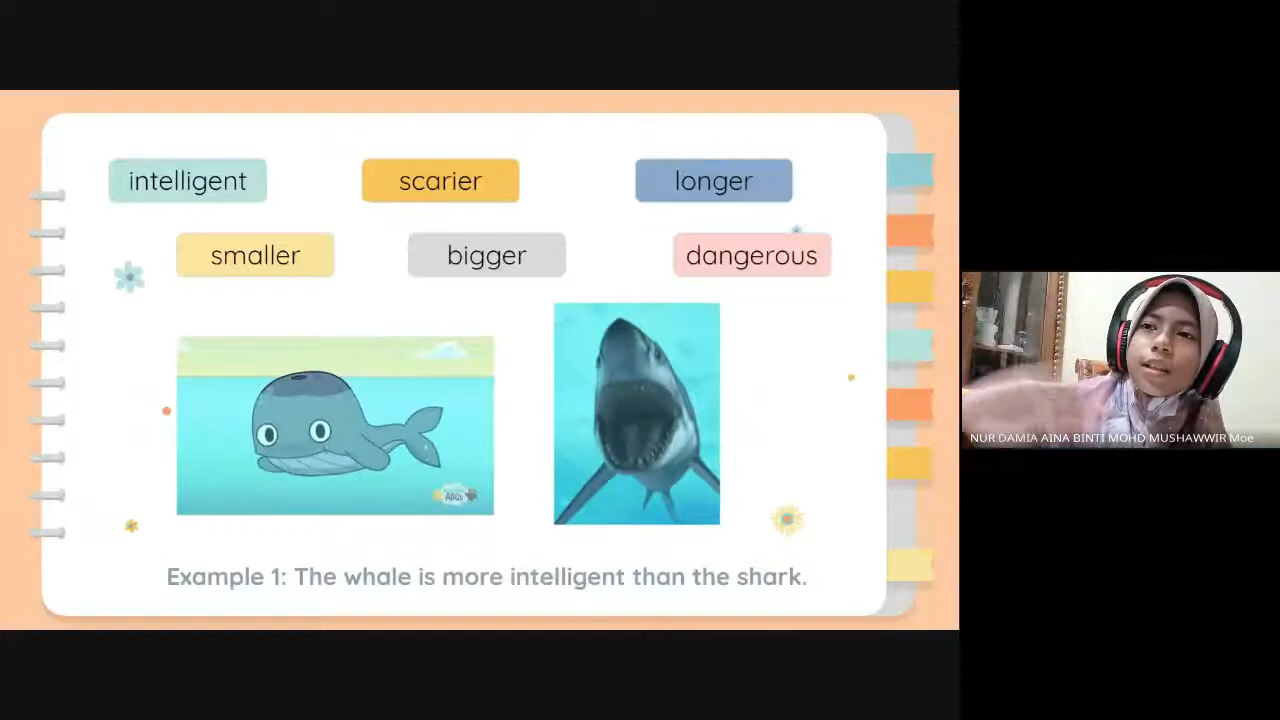 intelligent
scarier
longer
smaller
bigger
dangerous
ABCs
Example 1: The whale is more intelligent than the shark.
NUR DAMIA AINA BINTI MOHD MUSHAWWIR Moe